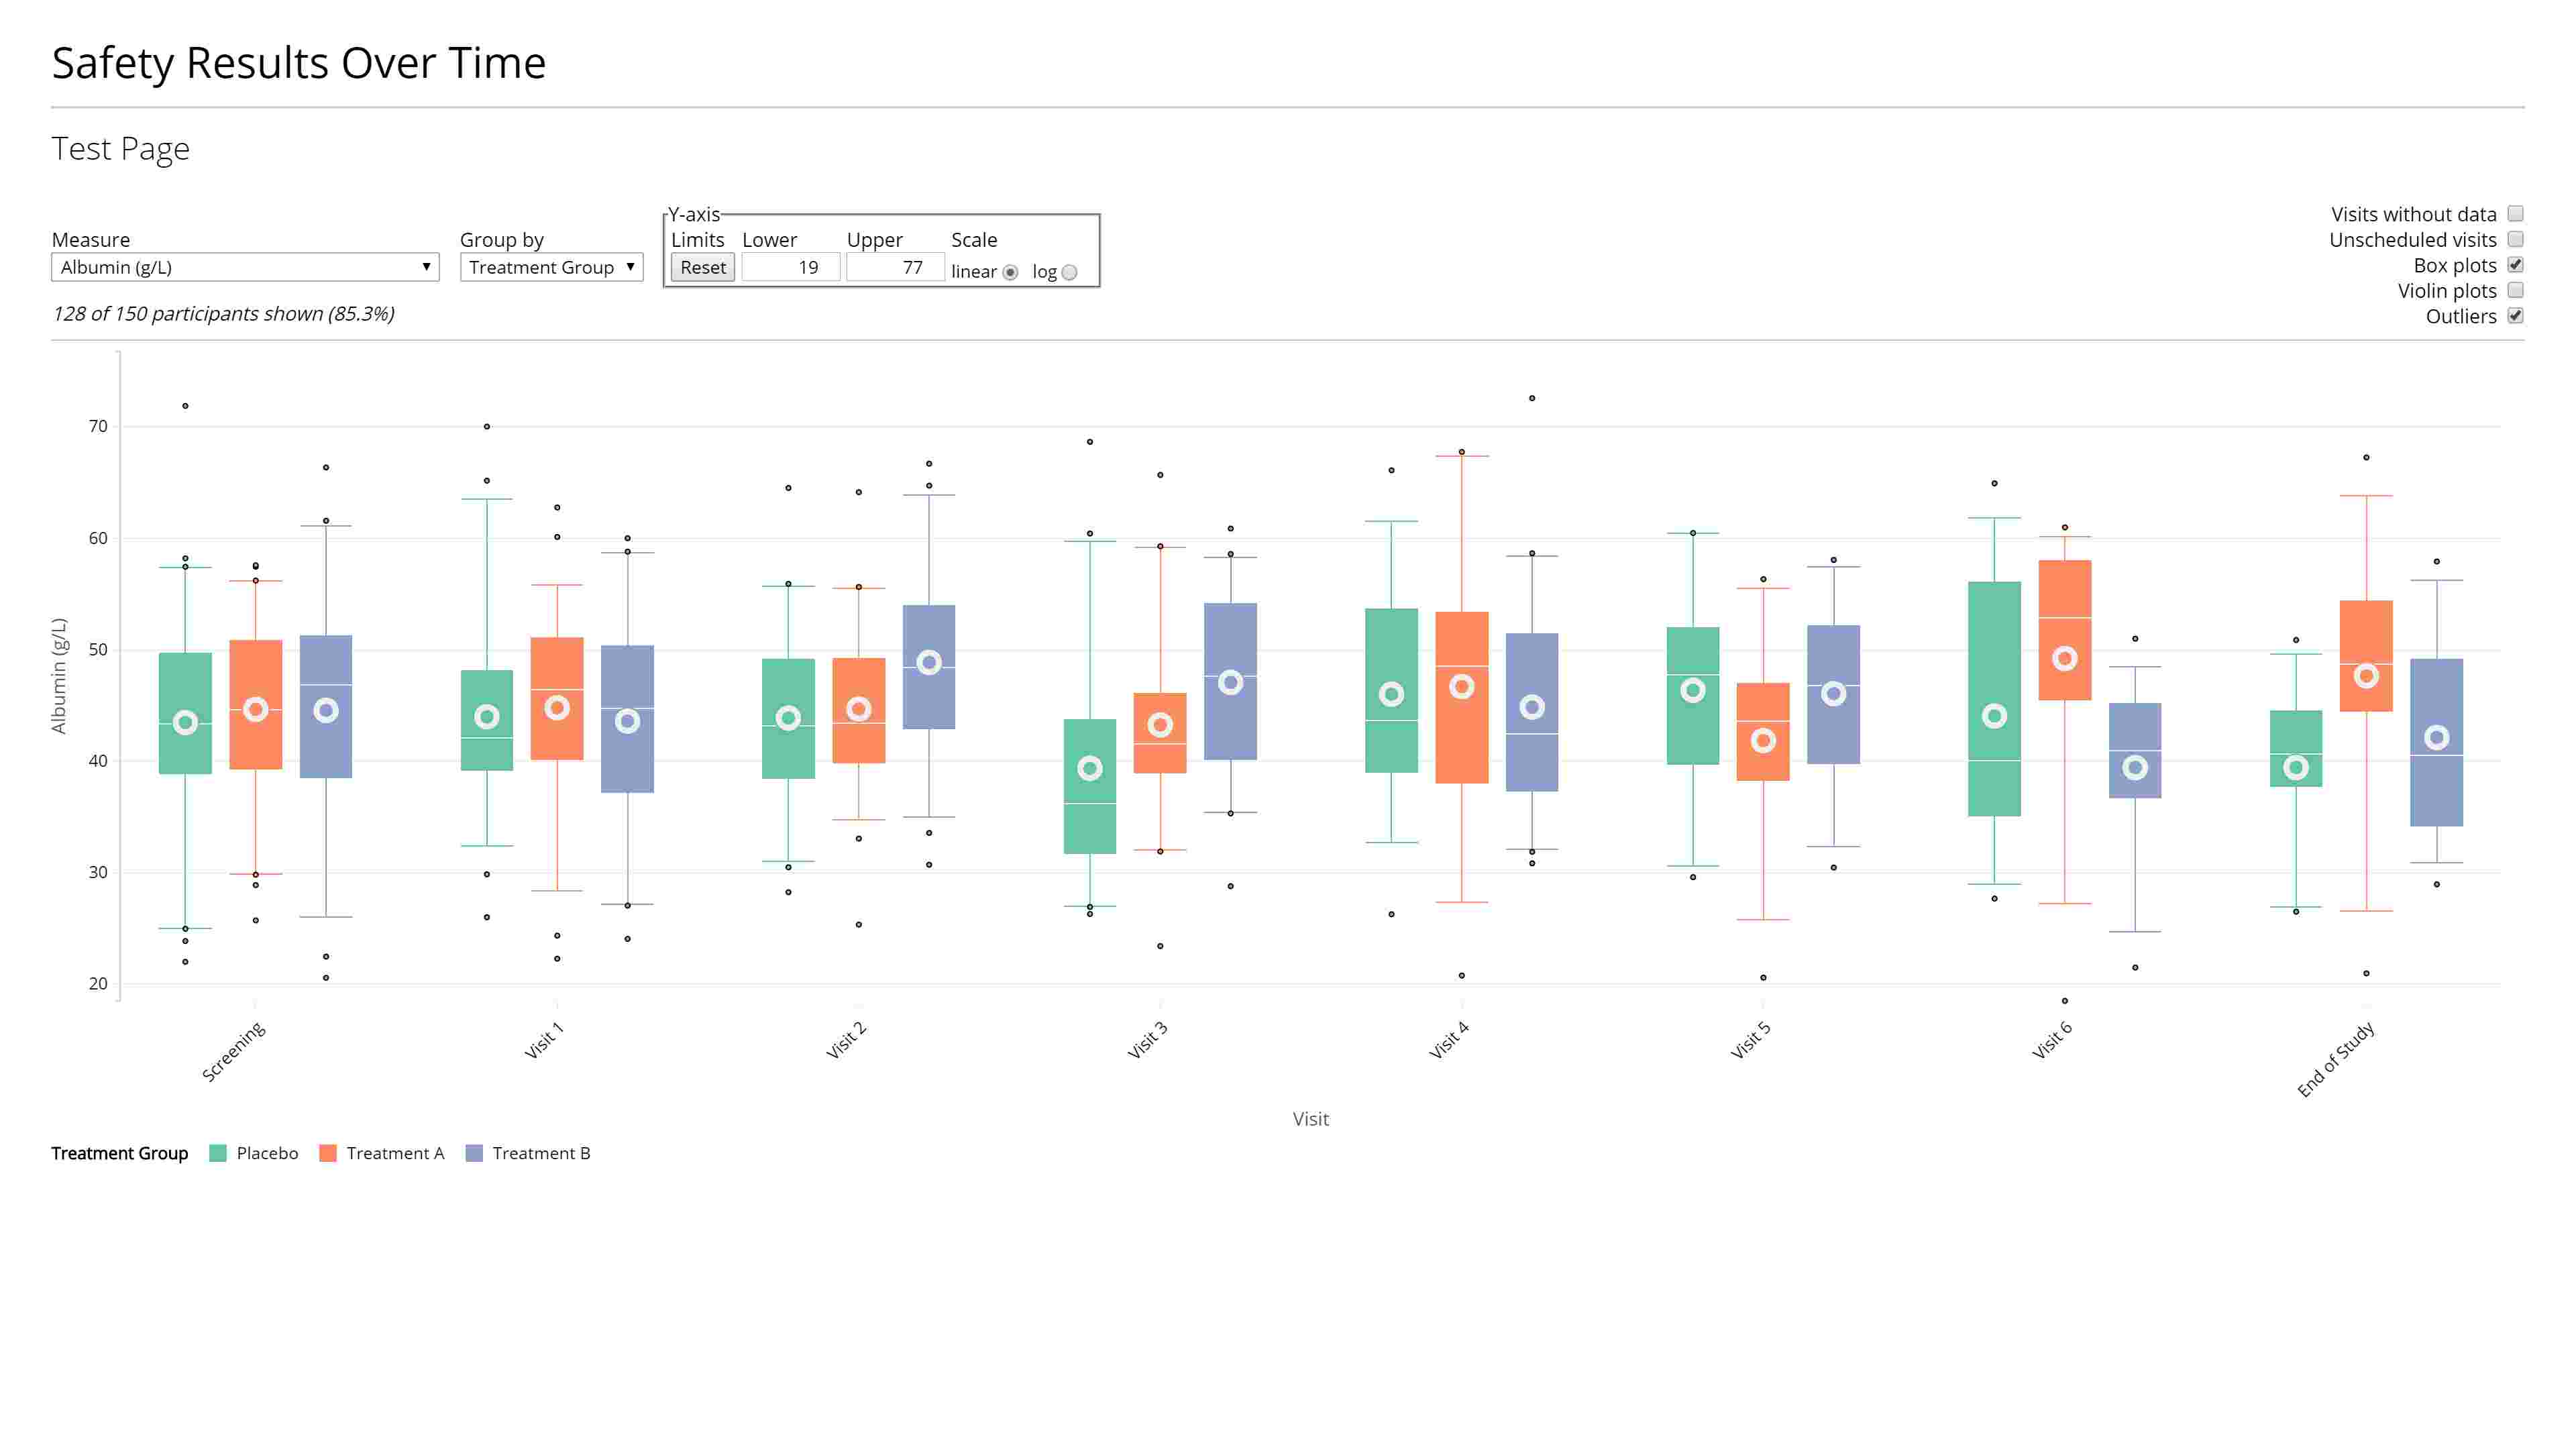 Safety Results Over Time
Test Page
Measure
Albumin (g/L)
Group by
Treatment Group
Y-axis
Limits Lower Upper Scale
Reset 19 77 linear log
Visits without data
Unscheduled visits
Box plots
Violin plots
Outliers
128 of 150 participants shown (85.3%)
Albumin (g/L)
70
60
50
40
30
20
Screening
Visit 1
Visit 2
Visit 3
Visit 4
Visit 5
Visit 6
End of Study
Visit
Treatment Group Placebo Treatment A Treatment B